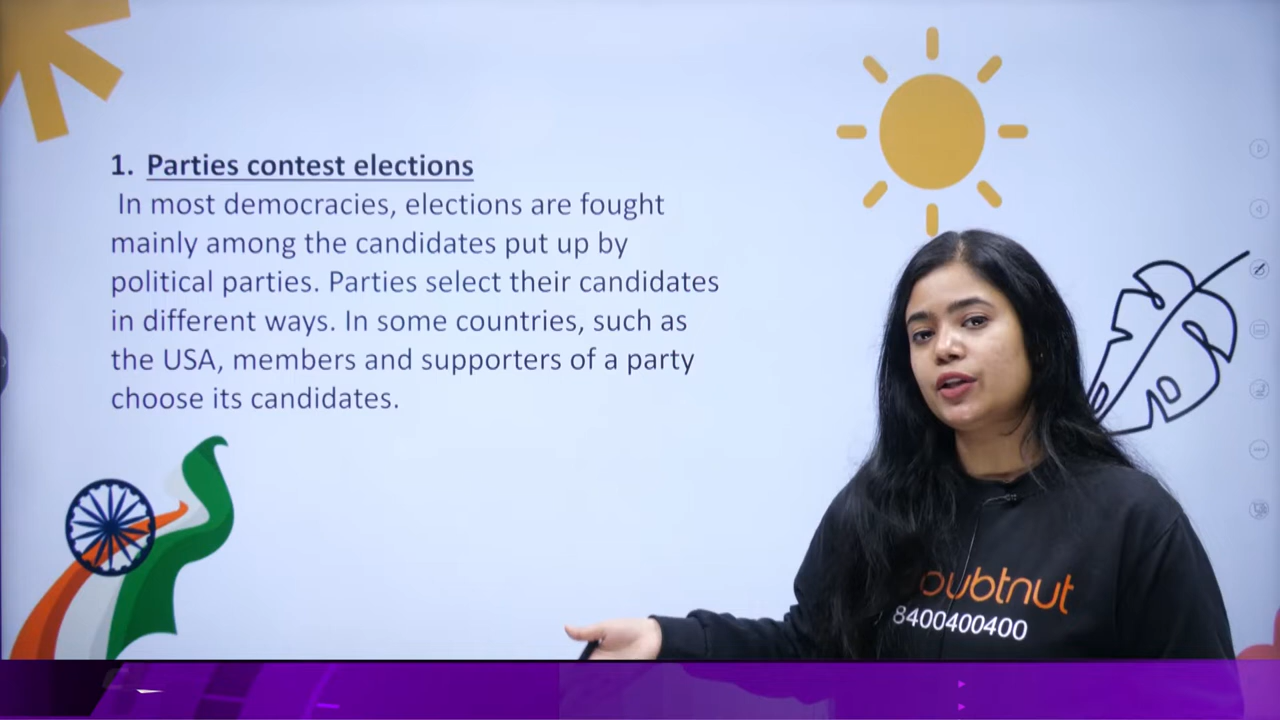 1. Parties contest elections
In most democracies, elections are fought
mainly among the candidates put up by
political parties. Parties select their candidates
in different ways. In some countries, such as
the USA, members and supporters of a party
choose its candidates.
oubtnut
8400400400